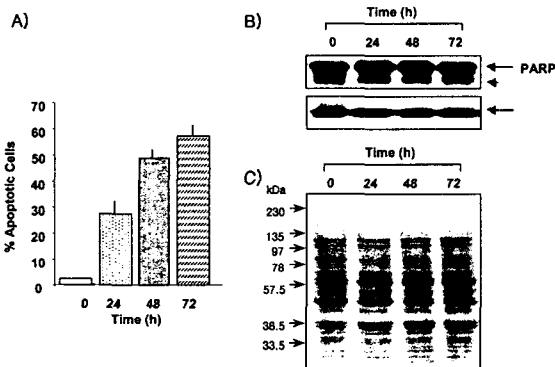 A)
% Apoptotic Cells
70
60
50
40
30
20
10
0
0 24 48 72
Time (h)
B)
Time (h)
0 24 48 72
PARP
C)
Time (h)
kDa
0 24 48 72
230
135
97
78
57.5
38.5
33.5